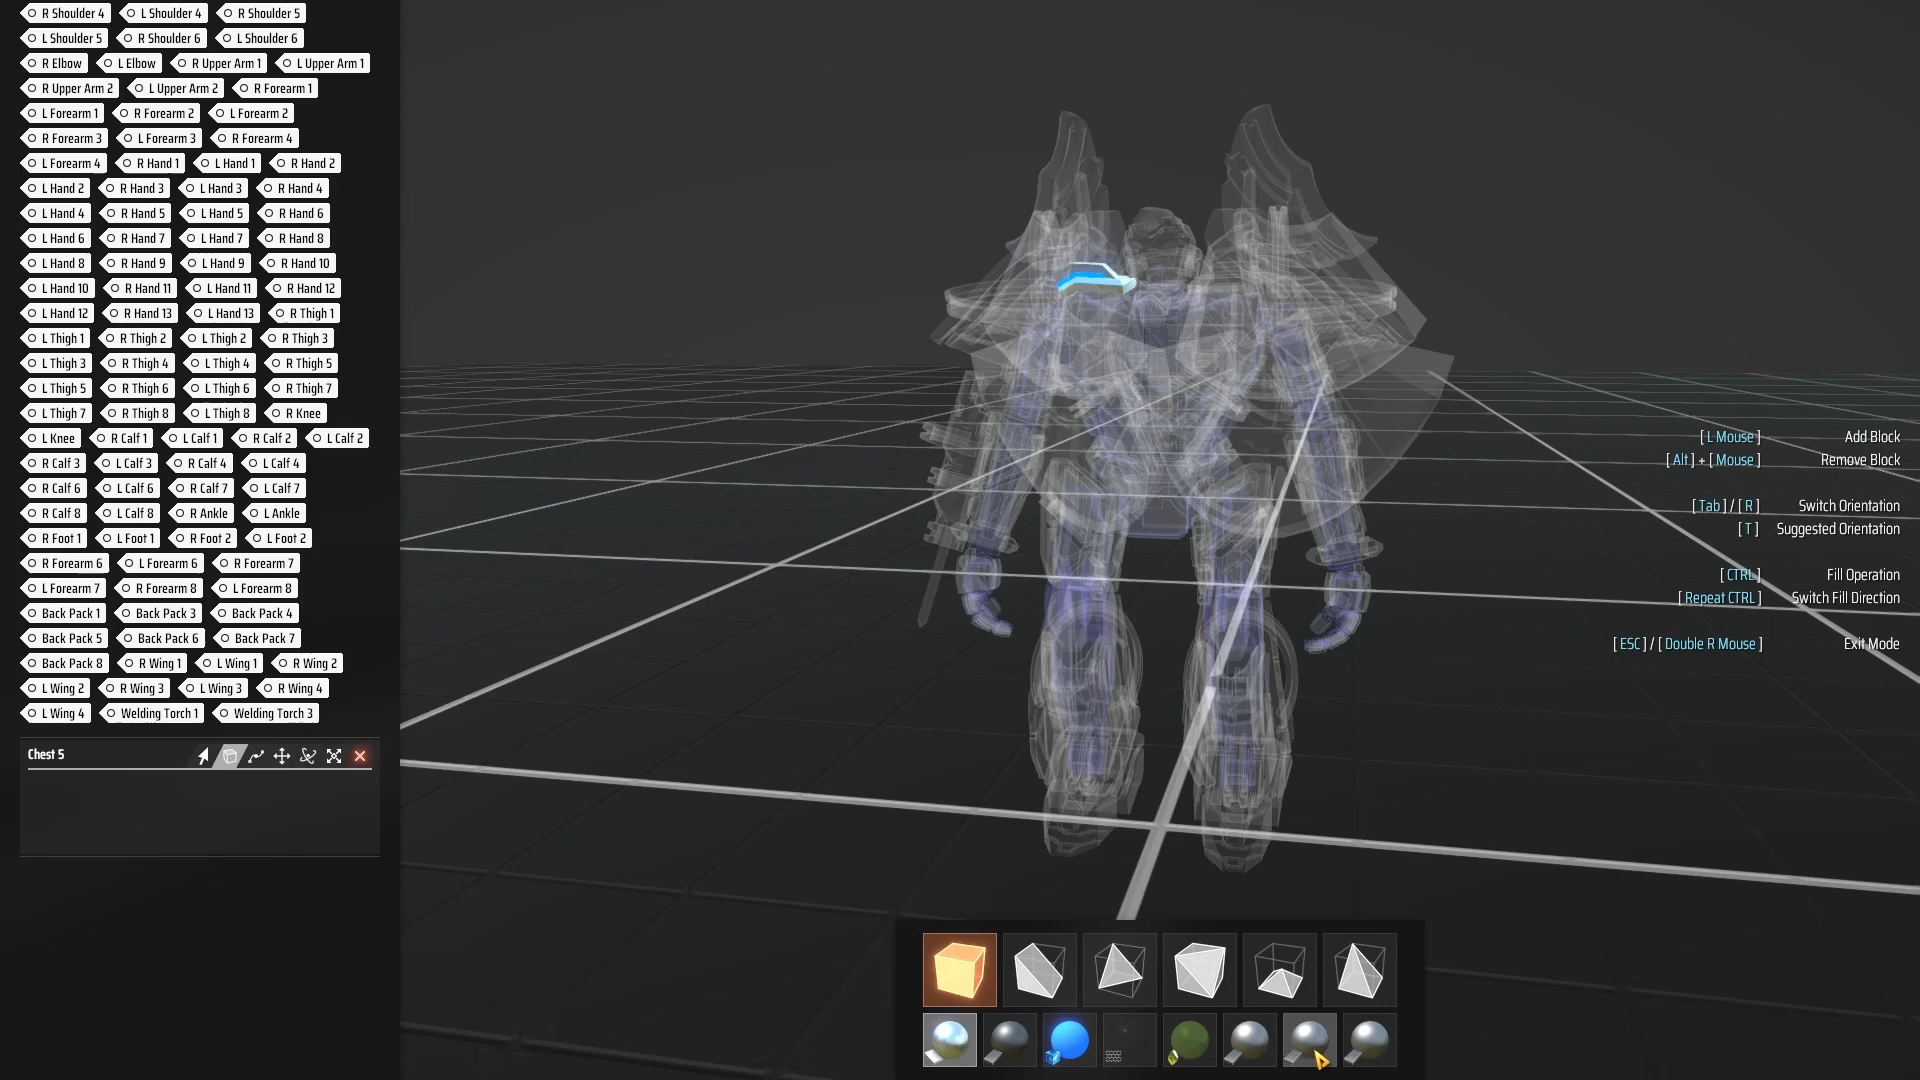 R Shoulder 4 L Shoulder 4 R Shoulder 5
L Shoulder 5 R Shoulder 6 L Shoulder 6
R Elbow L Elbow R Upper Arm 1 L Upper Arm 1
R Upper Arm 2 L Upper Arm 2 R Forearm 1
L Forearm 1 R Forearm 2 L Forearm 2
R Forearm 3 L Forearm 3 R Forearm 4
L Forearm 4 R Hand 1 L Hand 1 R Hand 2
L Hand 2 R Hand 3 L Hand 3 R Hand 4
L Hand 4 R Hand 5 L Hand 5 R Hand 6
L Hand 6 R Hand 7 L Hand 7 R Hand 8
L Hand 8 R Hand 9 L Hand 9 R Hand 10
L Hand 10 R Hand 11 L Hand 11 R Hand 12
L Hand 12 R Hand 13 L Hand 13 R Thigh 1
L Thigh 1 R Thigh 2 L Thigh 2 R Thigh 3
L Thigh 3 R Thigh 4 L Thigh 4 R Thigh 5
L Thigh 5 R Thigh 6 L Thigh 6 R Thigh 7
L Thigh 7 R Thigh 8 L Thigh 8 R Knee
L Knee R Calf 1 L Calf 1 R Calf 2 L Calf 2
R Calf 3 L Calf 3 R Calf 4 L Calf 4
R Calf 6 L Calf 6 R Calf 7 L Calf 7
R Calf 8 L Calf 8 R Ankle L Ankle
R Foot 1 L Foot 1 R Foot 2 L Foot 2
R Forearm 6 L Forearm 6 R Forearm 7
L Forearm 7 R Forearm 8 L Forearm 8
Back Pack 1 Back Pack 3 Back Pack 4
Back Pack 5 Back Pack 6 Back Pack 7
Back Pack 8 R Wing 1 L Wing 1 R Wing 2
L Wing 2 R Wing 3 L Wing 3 R Wing 4
L Wing 4 Welding Torch 1 Welding Torch 3
Chest 5
[ L Mouse ] Add Block
[ Alt ] + [ Mouse ] Remove Block
[ Tab ] / [ R ] Switch Orientation
[ T ] Suggested Orientation
[ CTRL ] Fill Operation
[ Repeat CTRL ] Switch Fill Direction
[ ESC ] / [ Double R Mouse ] Exit Mode